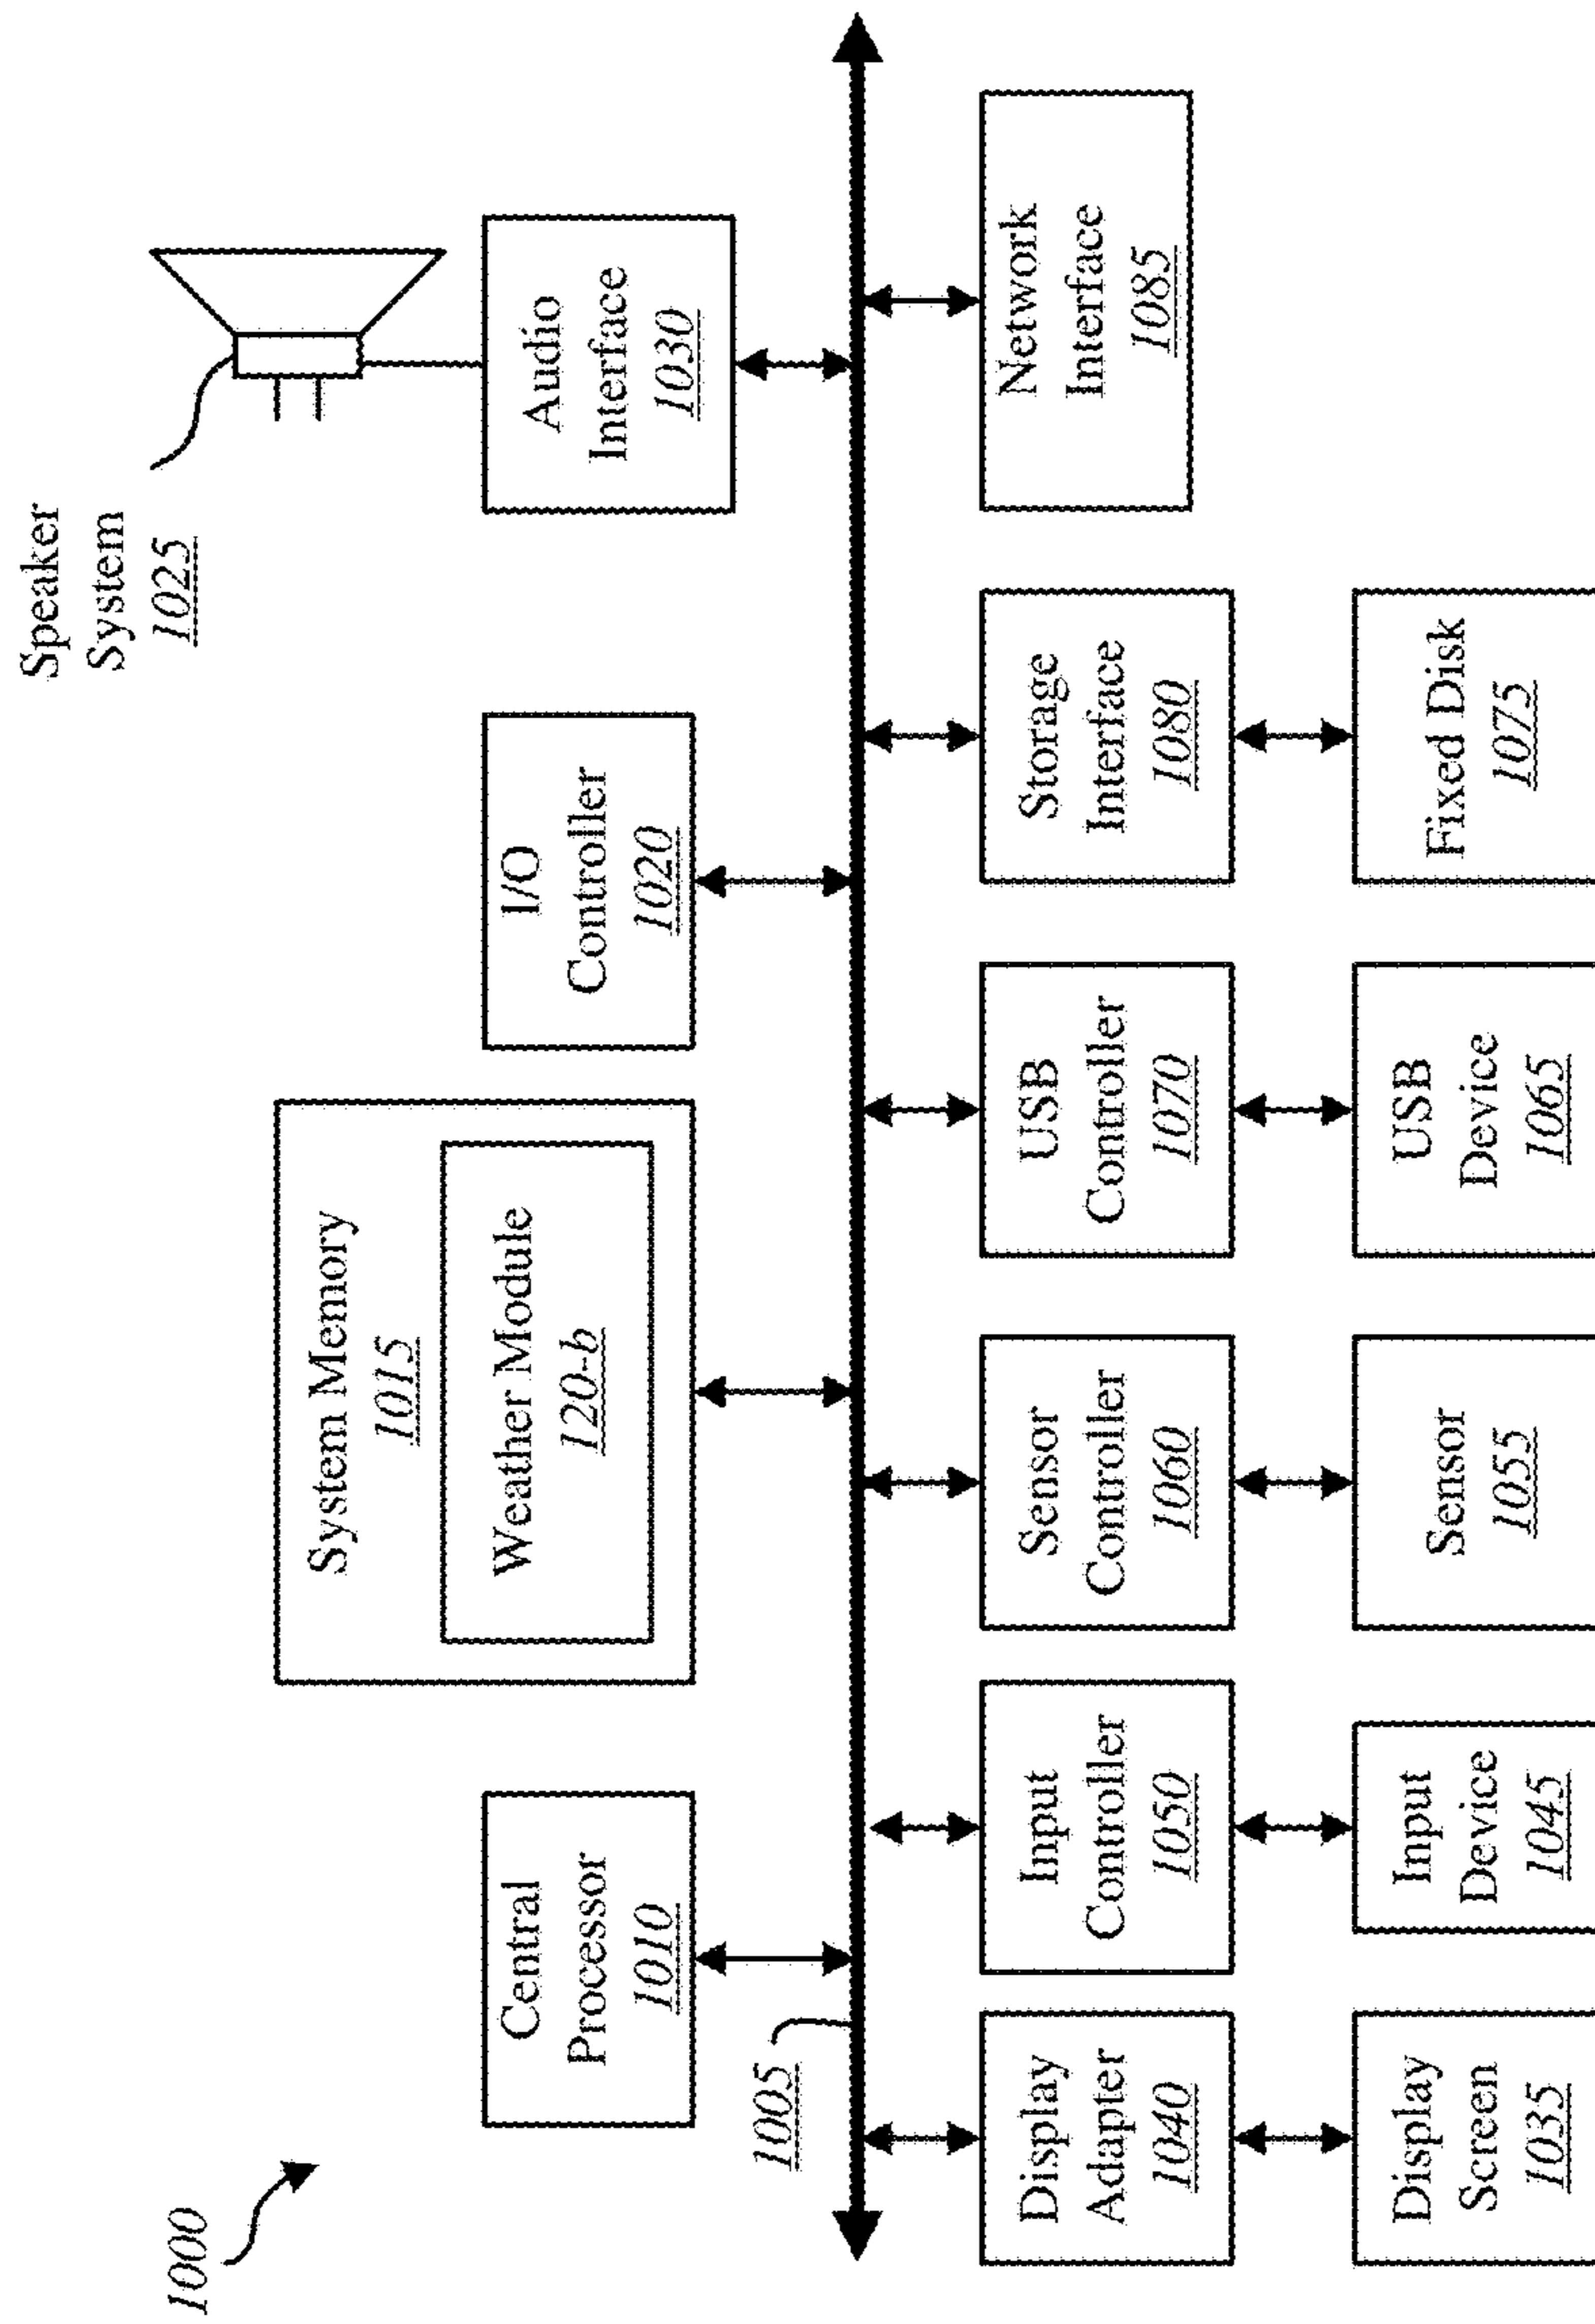 1000
Speaker
System
1025
Central
Processor
1010
System Memory
1015
Weather Module
120-b
I/O
Controller
1020
Audio
Interface
1030
1005
Display
Adapter
1040
Input
Controller
1050
Sensor
Controller
1060
USB
Controller
1070
Storage
Interface
1080
Network
Interface
1085
Display
Screen
1035
Input
Device
1045
Sensor
1055
USB
Device
1065
Fixed Disk
1075